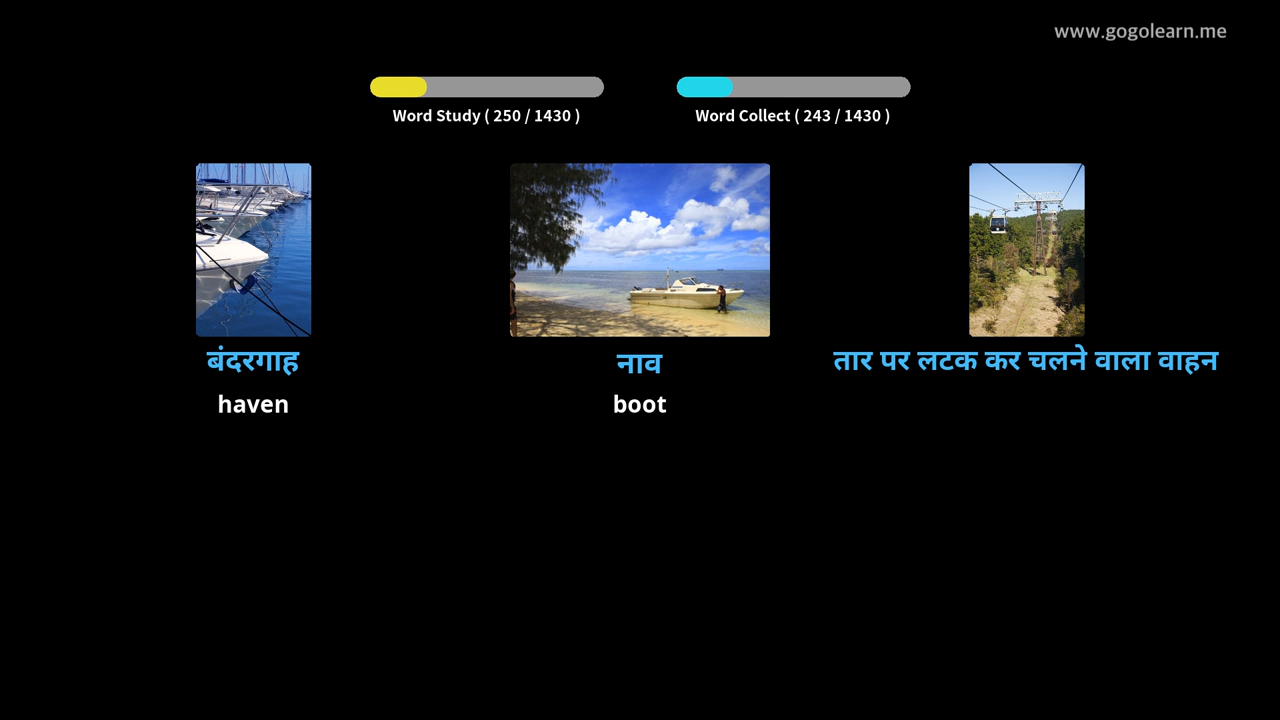 www.gogolearn.me
Word Study ( 250 / 1430 )
Word Collect ( 243 / 1430 )
बंदरगाह
नाव
तार पर लटक कर चलने वाला वाहन
haven
boot